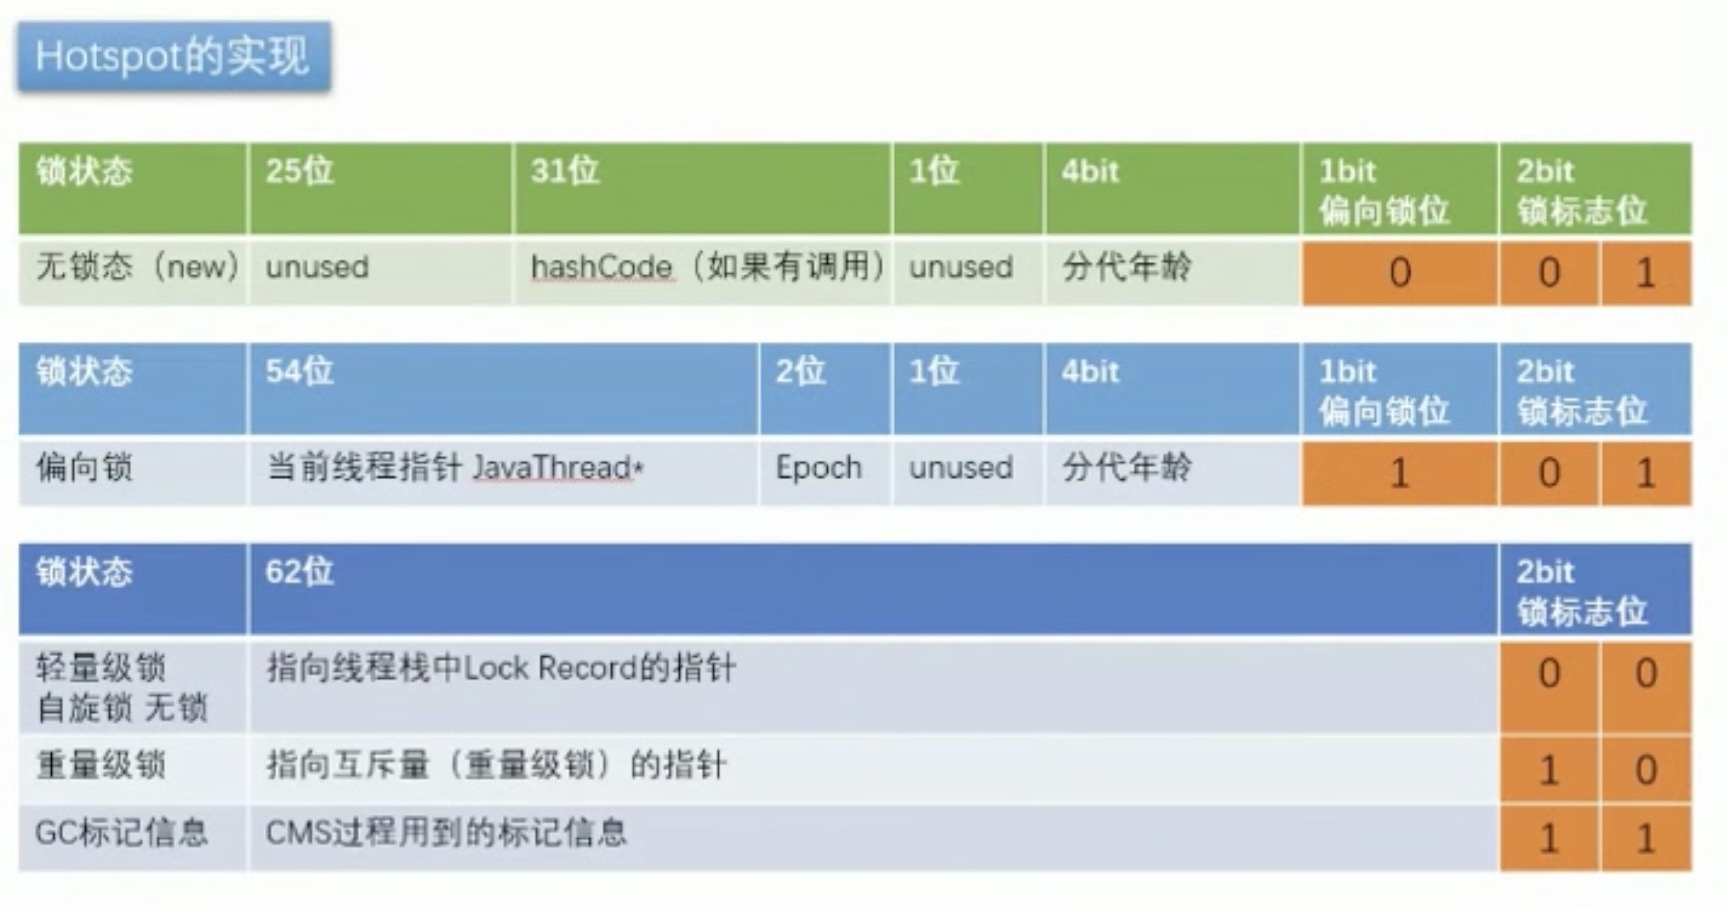 Hotspot的实现
锁状态 25位 31位 1位 4bit 1bit 2bit
偏向锁位 锁标志位
无锁态（new） unused hashCode（如果有调用） unused 分代年龄 0 0 1
锁状态 54位 2位 1位 4bit 1bit 2bit
偏向锁位 锁标志位
偏向锁 当前线程指针 JavaThread* Epoch unused 分代年龄 1 0 1
锁状态 62位 2bit
锁标志位
轻量级锁 指向线程栈中Lock Record的指针 0 0
自旋锁 无锁
重量级锁 指向互斥量（重量级锁）的指针 1 0
GC标记信息 CMS过程用到的标记信息 1 1